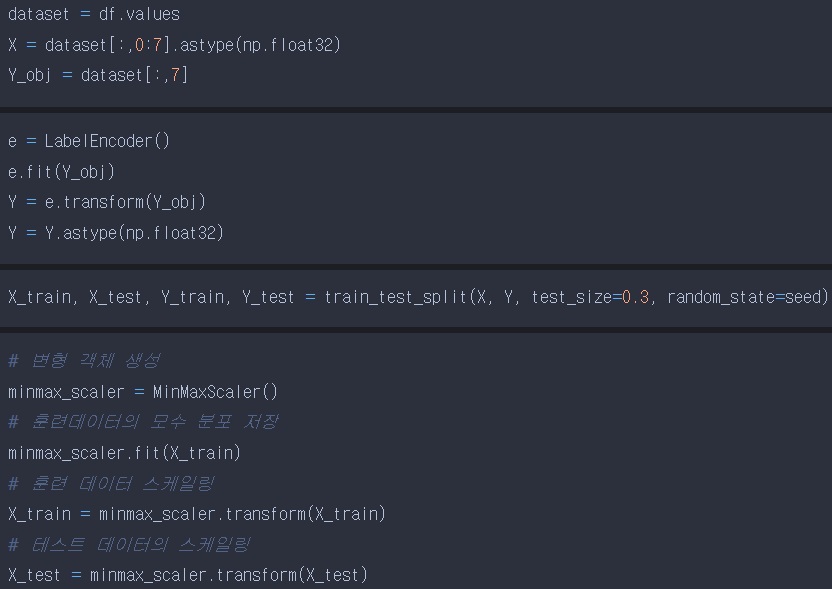 dataset = df.values
X = dataset[:,0:7].astype(np.float32)
Y_obj = dataset[:,7]
e = LabelEncoder()
e.fit(Y_obj)
Y = e.transform(Y_obj)
Y = Y.astype(np.float32)
X_train, X_test, Y_train, Y_test = train_test_split(X, Y, test_size=0.3, random_state=seed)
# 변형 객체 생성
minmax_scaler = MinMaxScaler()
# 훈련데이터의 모수 분포 저장
minmax_scaler.fit(X_train)
# 훈련 데이터 스케일링
X_train = minmax_scaler.transform(X_train)
# 테스트 데이터의 스케일링
X_test = minmax_scaler.transform(X_test)